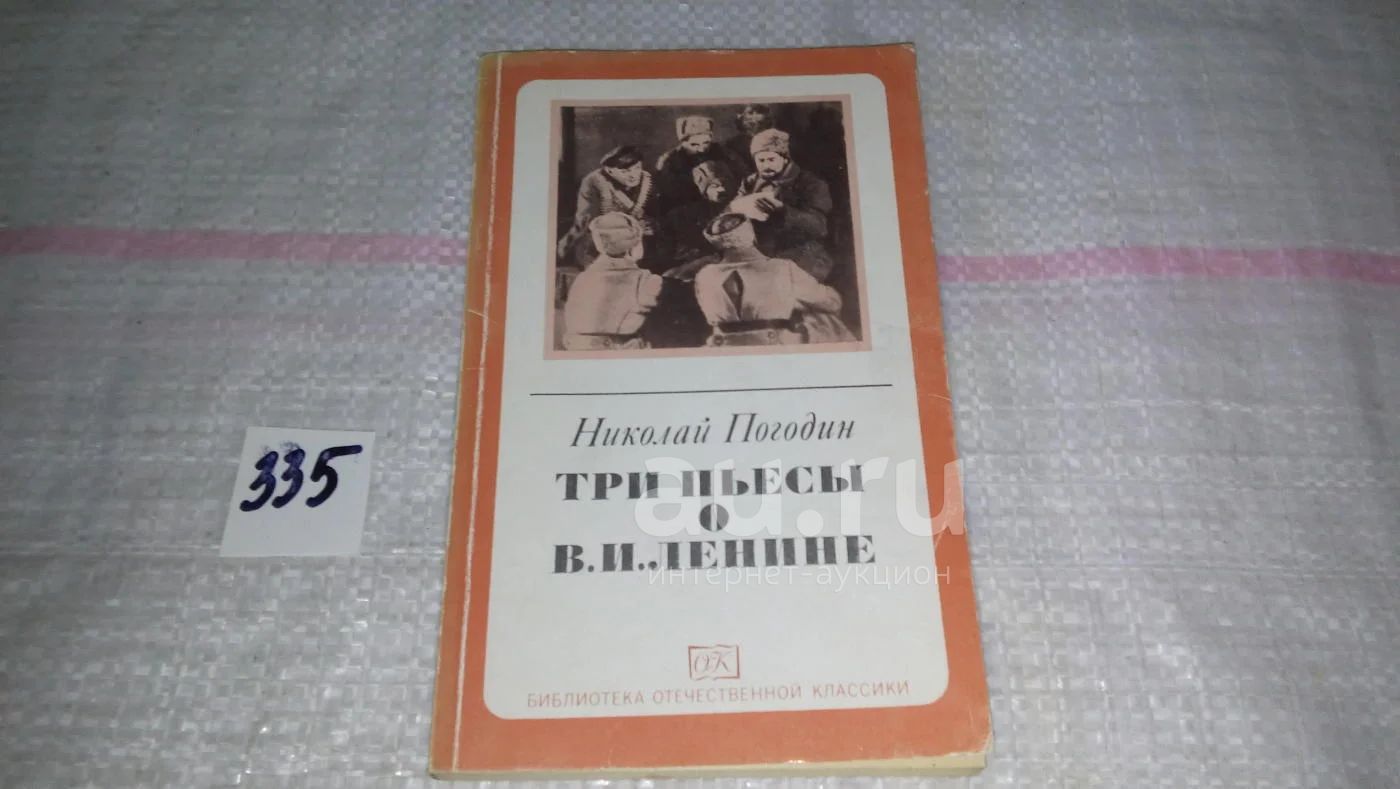 335
Николай Погодин
ТРИ ПЬЕСЫ
О
В.И.ЛЕНИНЕ
au.ru
интернет-аукцион
ОК
БИБЛИОТЕКА ОТЕЧЕСТВЕННОЙ КЛАССИКИ